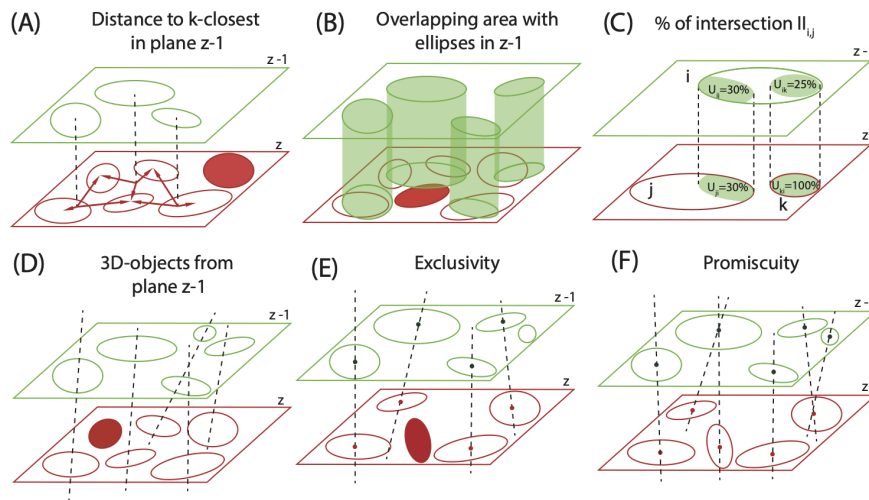 (A) Distance to k-closest
in plane z-1
z -1
z
(B) Overlapping area with
ellipses in z-1
z-1
z
(C) % of intersection II i,j
z -
i
U ij=30%
U ik=25%
z
j
U ji=30%
U ki=100%
k
(D) 3D-objects from
plane z-1
z -1
z
(E) Exclusivity
z -1
z
(F) Promiscuity
z -
z